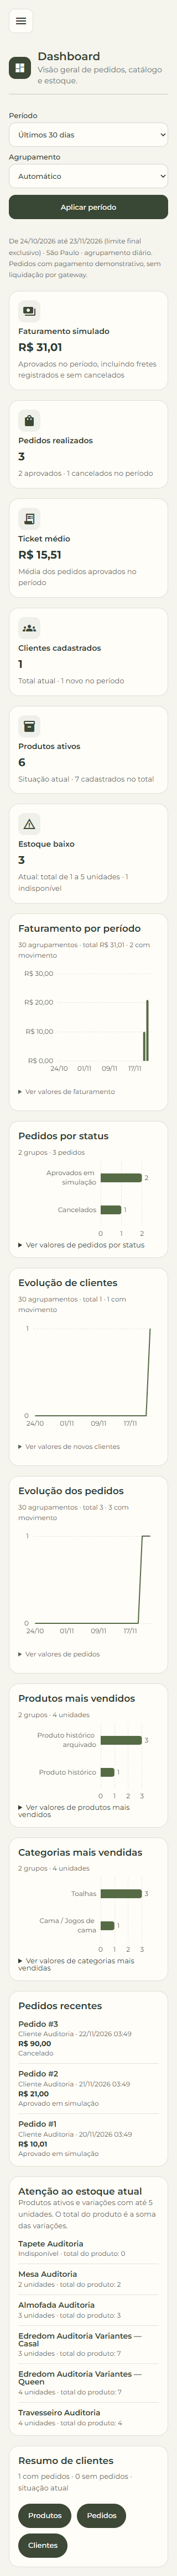 Dashboard
Visão geral de pedidos, catálogo
e estoque.
Período
Últimos 30 dias
Agrupamento
Automático
Aplicar período
De 24/10/2026 até 23/11/2026 (limite final
exclusivo) · São Paulo · agrupamento diário.
Pedidos com pagamento demonstrativo, sem
liquidação por gateway.
Faturamento simulado
R$ 31,01
Aprovados no período, incluindo fretes
registrados e sem cancelados
Pedidos realizados
3
2 aprovados · 1 cancelados no período
Ticket médio
R$ 15,51
Média dos pedidos aprovados no
período
Clientes cadastrados
1
Total atual · 1 novo no período
Produtos ativos
6
Situação atual · 7 cadastrados no total
Estoque baixo
3
Atual: total de 1 a 5 unidades · 1
indisponível
Faturamento por período
30 agrupamentos · total R$ 31,01 · 2 com
movimento
R$ 30,00
R$ 20,00
R$ 10,00
R$ 0,00
24/10 01/11 09/11 17/11
Ver valores de faturamento
Pedidos por status
2 grupos · 3 pedidos
Aprovados em
simulação
2
Cancelados
1
0 1 2
Ver valores de pedidos por status
Evolução de clientes
30 agrupamentos · total 1 · 1 com
movimento
1
0
24/10 01/11 09/11 17/11
Ver valores de novos clientes
Evolução dos pedidos
30 agrupamentos · total 3 · 3 com
movimento
1
0
24/10 01/11 09/11 17/11
Ver valores de pedidos
Produtos mais vendidos
2 grupos · 4 unidades
Produto histórico
arquivado
3
Produto histórico
1
0 1 2 3
Ver valores de produtos mais
vendidos
Categorias mais vendidas
2 grupos · 4 unidades
Toalhas
3
Cama / Jogos de
cama
1
0 1 2 3
Ver valores de categorias mais
vendidas
Pedidos recentes
Pedido #3
Cliente Auditoria · 22/11/2026 03:49
R$ 90,00
Cancelado
Pedido #2
Cliente Auditoria · 21/11/2026 03:49
R$ 21,00
Aprovado em simulação
Pedido #1
Cliente Auditoria · 20/11/2026 03:49
R$ 10,01
Aprovado em simulação
Atenção ao estoque atual
Produtos ativos e variações com até 5
unidades. O total do produto é a soma
das variações.
Tapete Auditoria
Indisponível · total do produto: 0
Mesa Auditoria
2 unidades · total do produto: 2
Almofada Auditoria
3 unidades · total do produto: 3
Edredom Auditoria Variantes —
Casal
3 unidades · total do produto: 7
Edredom Auditoria Variantes —
Queen
4 unidades · total do produto: 7
Travesseiro Auditoria
4 unidades · total do produto: 4
Resumo de clientes
1 com pedidos · 0 sem pedidos ·
situação atual
Produtos
Pedidos
Clientes